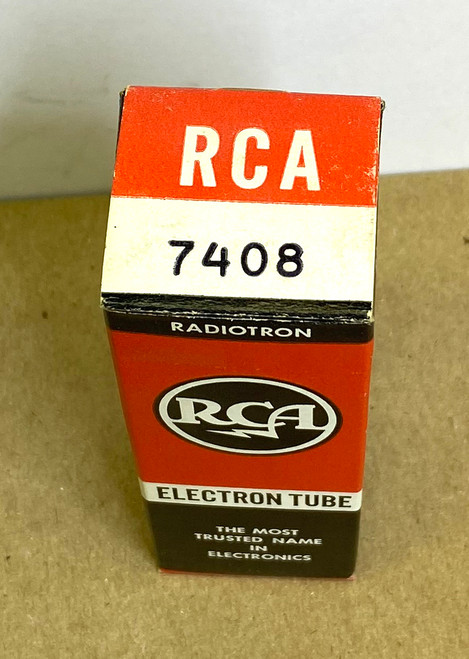 RCA
7408
RADIOTRON
RCA
ELECTRON TUBE
THE MOST
TRUSTED NAME
IN
ELECTRONICS